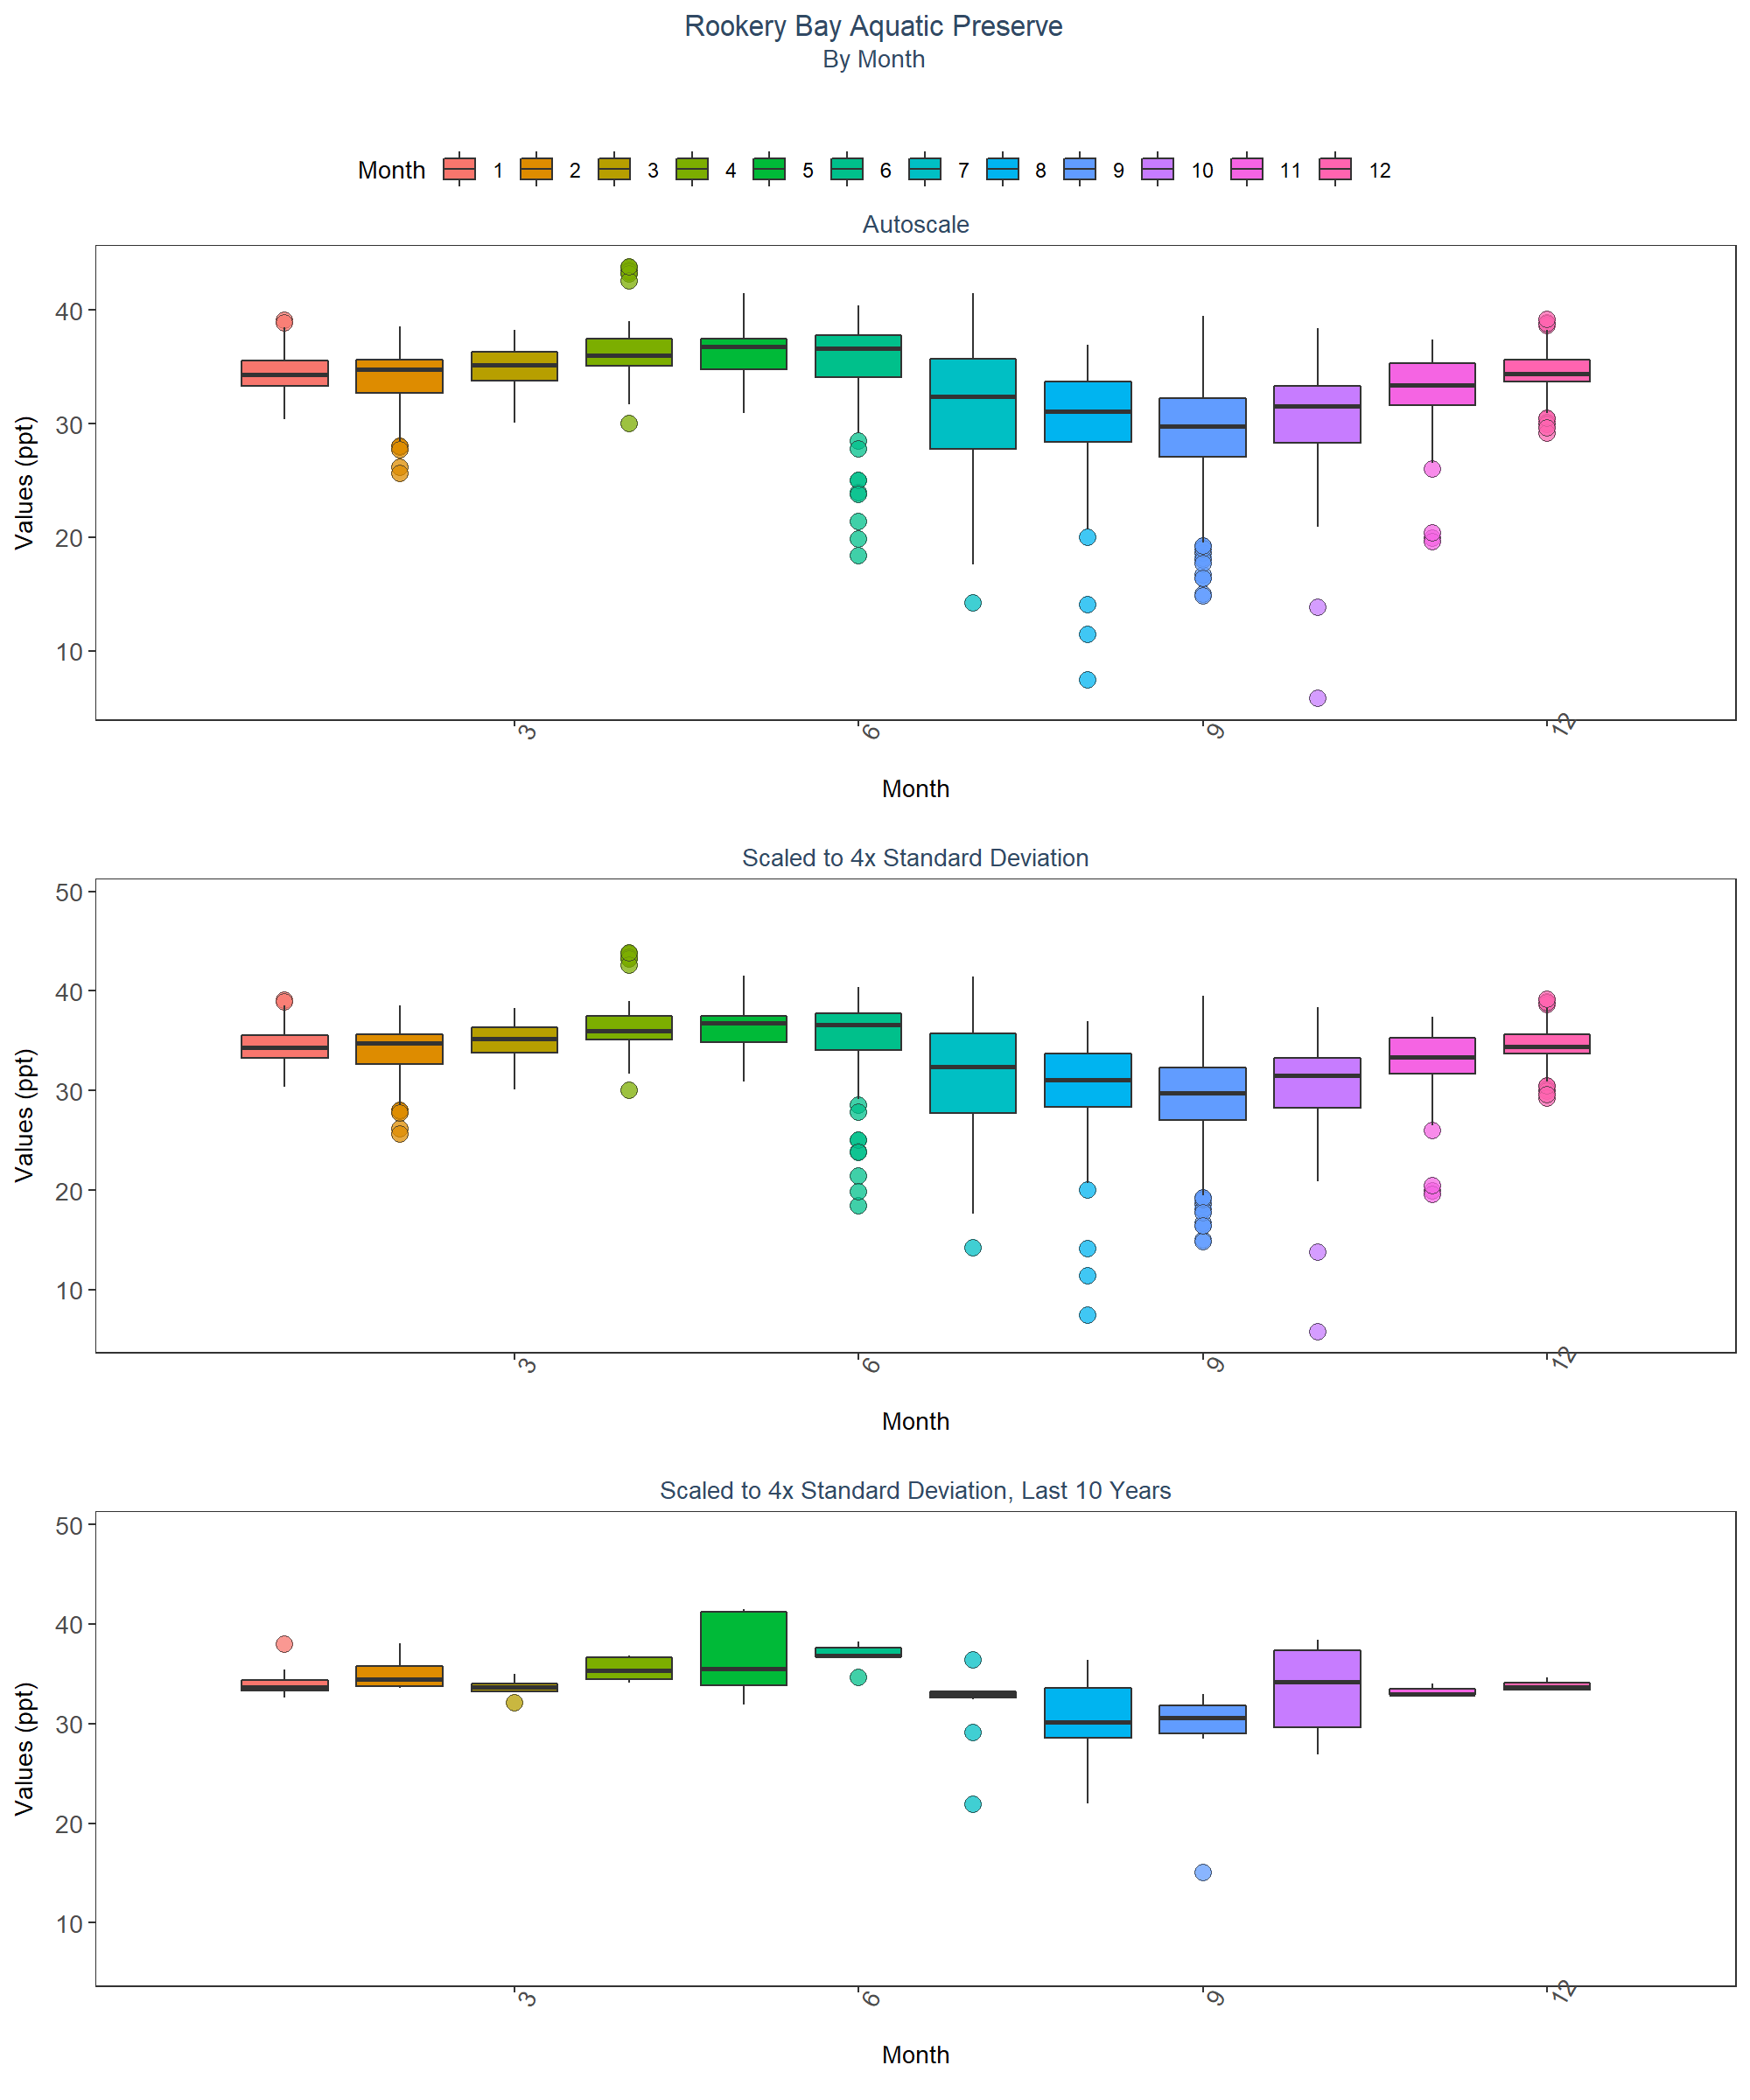 Rookery Bay Aquatic Preserve
By Month
Month 1 2 3 4 5 6 7 8 9 10 11 12
Autoscale
Values (ppt)
40
30
20
10
3 6 9 12
Month
Scaled to 4x Standard Deviation
Values (ppt)
50
40
30
20
10
3 6 9 12
Month
Scaled to 4x Standard Deviation, Last 10 Years
Values (ppt)
50
40
30
20
10
3 6 9 12
Month